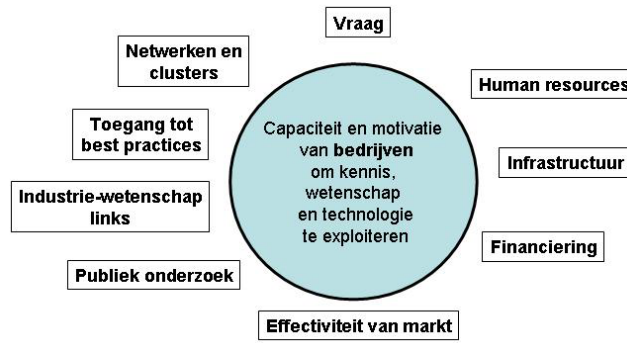 Vraag
Netwerken en
clusters
Human resources
Toegang tot
best practices
Capaciteit en motivatie
van bedrijven
om kennis,
wetenschap
en technologie
te exploiteren
Infrastructuur
Industrie-wetenschap
links
Financiering
Publiek onderzoek
Effectiviteit van markt